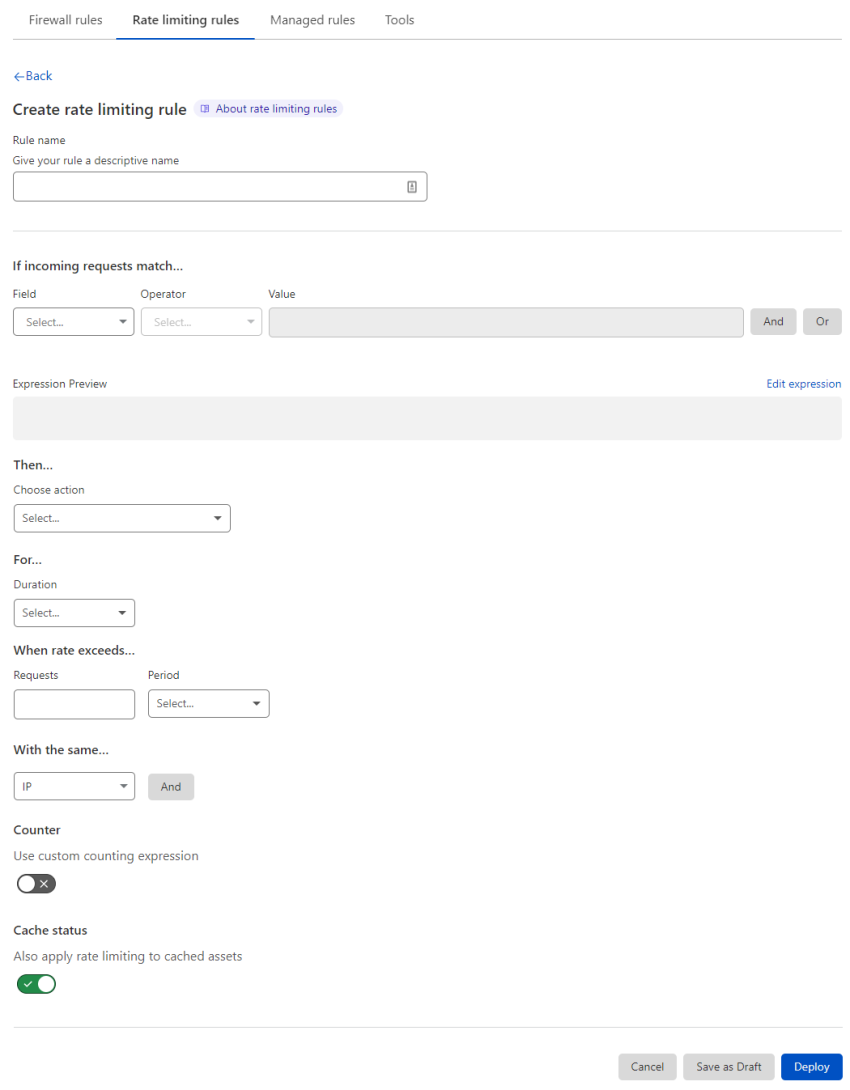 Firewall rules Rate limiting rules Managed rules Tools
←Back
Create rate limiting rule About rate limiting rules
Rule name
Give your rule a descriptive name
If incoming requests match...
Field Operator Value
Select... Select... And Or
Expression Preview Edit expression
Then...
Choose action
Select...
For...
Duration
Select...
When rate exceeds...
Requests Period
Select...
With the same...
IP And
Counter
Use custom counting expression
Cache status
Also apply rate limiting to cached assets
Cancel Save as Draft Deploy